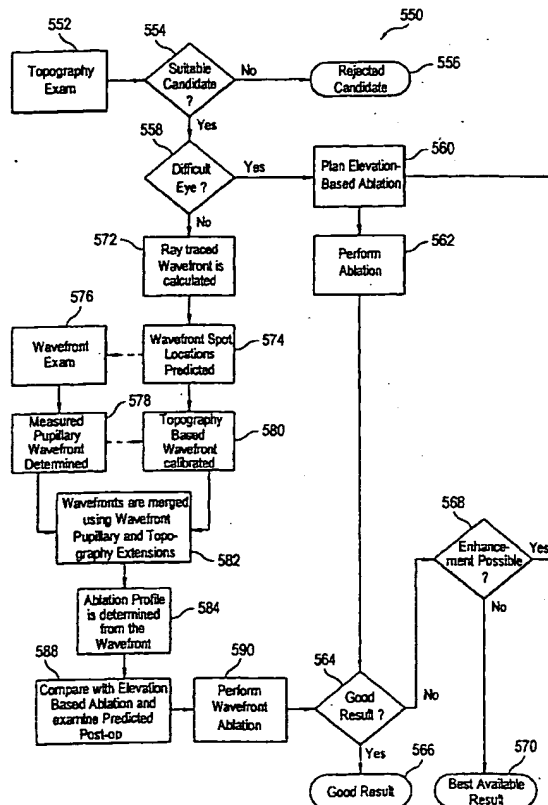 552
554
550
Topography
Exam
Suitable
Candidate
?
No
Rejected
Candidate
556
Yes
558
Difficult
Eye ?
Yes
Plan Elevation-
Based Ablation
560
No
572
Ray traced
Wavefront is
calculated
Perform
Ablation
562
576
Wavefront
Exam
Wavefront Spot
Locations
Predicted
574
578
Measured
Pupillary
Wavefront
Determined
Topography
Based
Wavefront
calibrated
580
Wavefronts are merged
using Wavefront
Pupillary and Topo-
graphy Extensions
582
568
Enhance-
ment Possible
?
Yes
No
Ablation Profile
is determined
from the
Wavefront
584
588
Compare with Elevation
Based Ablation and
examine Predicted
Post-op
590
Perform
Wavefront
Ablation
564
Good
Result ?
No
Yes
566
Good Result
570
Best Available
Result